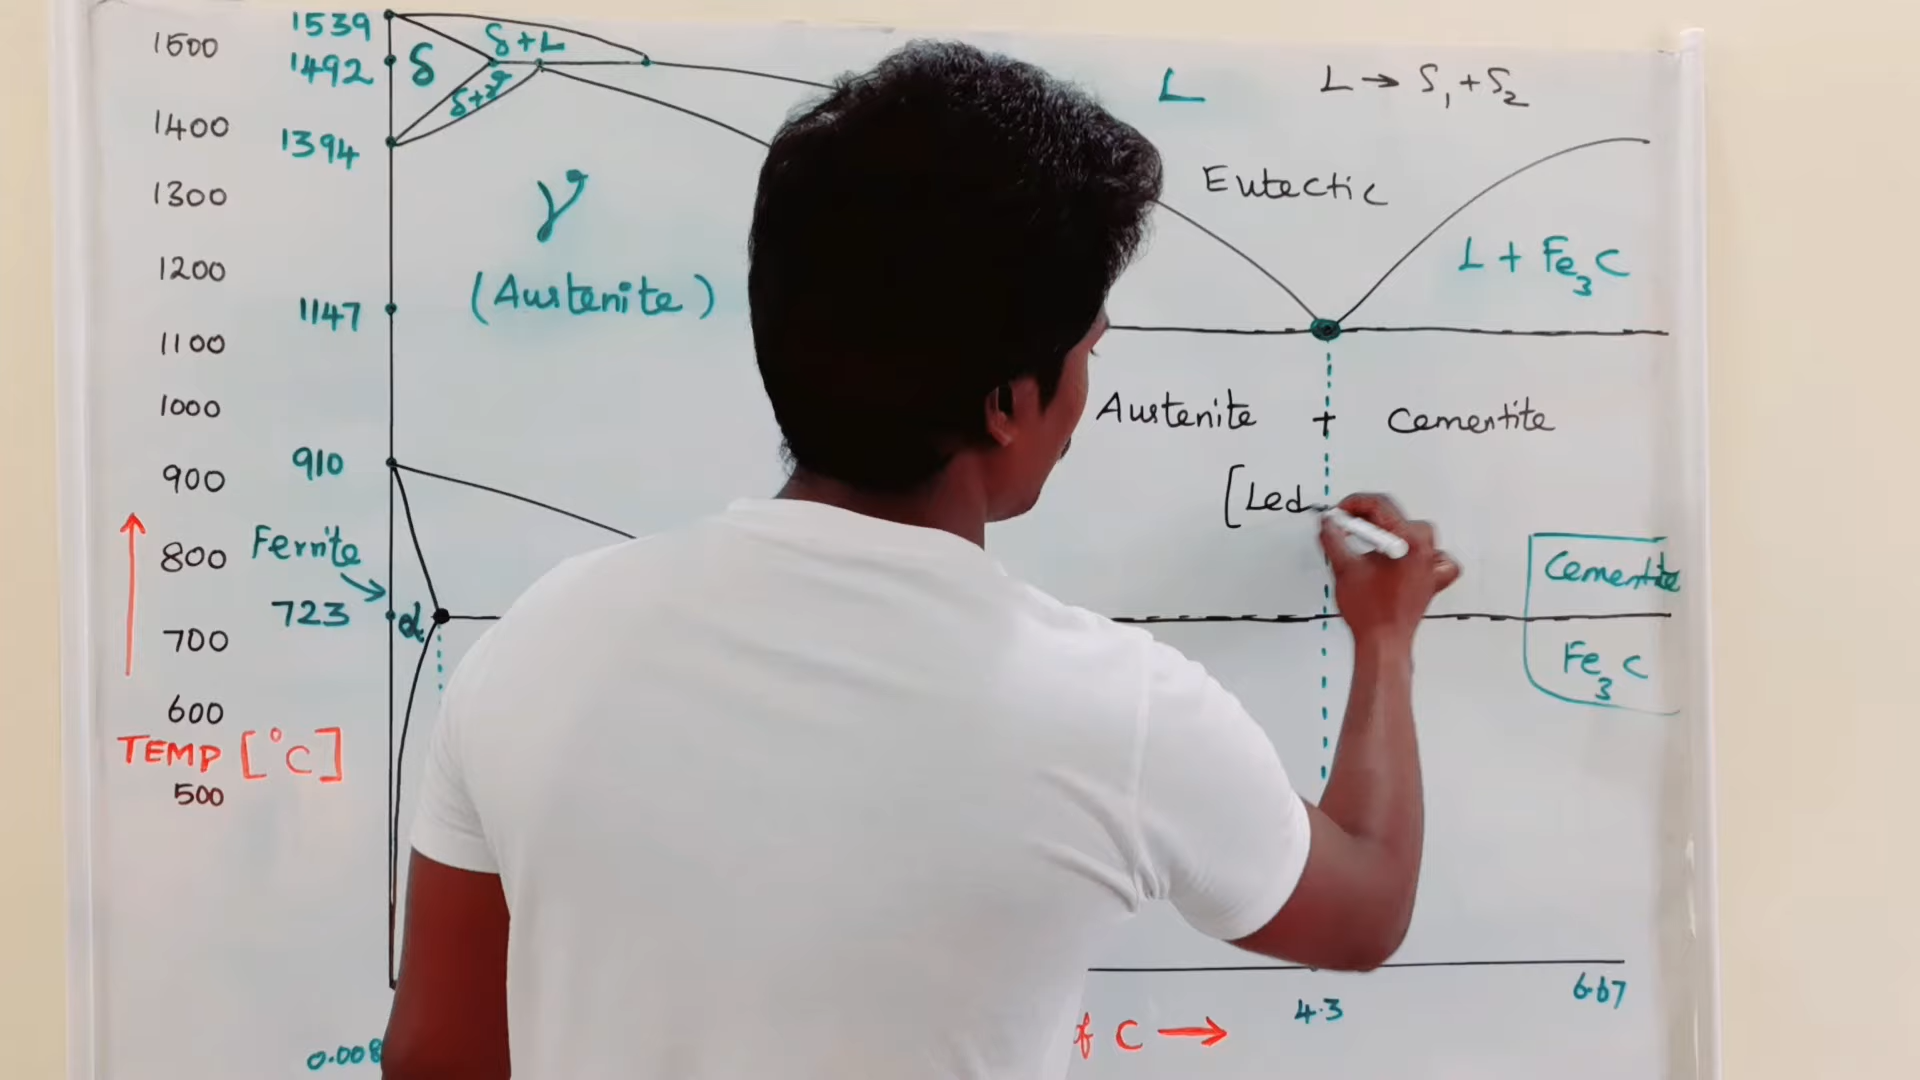 1539
1500
1492
1400
1394
1300
1200
1147
1100
1000
910
900
Ferrite
800
723
700
600
TEMP [°C]
500
0.008
δ
δ+L
δ+γ
γ
(Austenite)
α
L
L → S₁ + S₂
Eutectic
L + Fe₃C
Austenite + Cementite
[Led
Cementite
Fe₃C
4.3
6.67
of C →